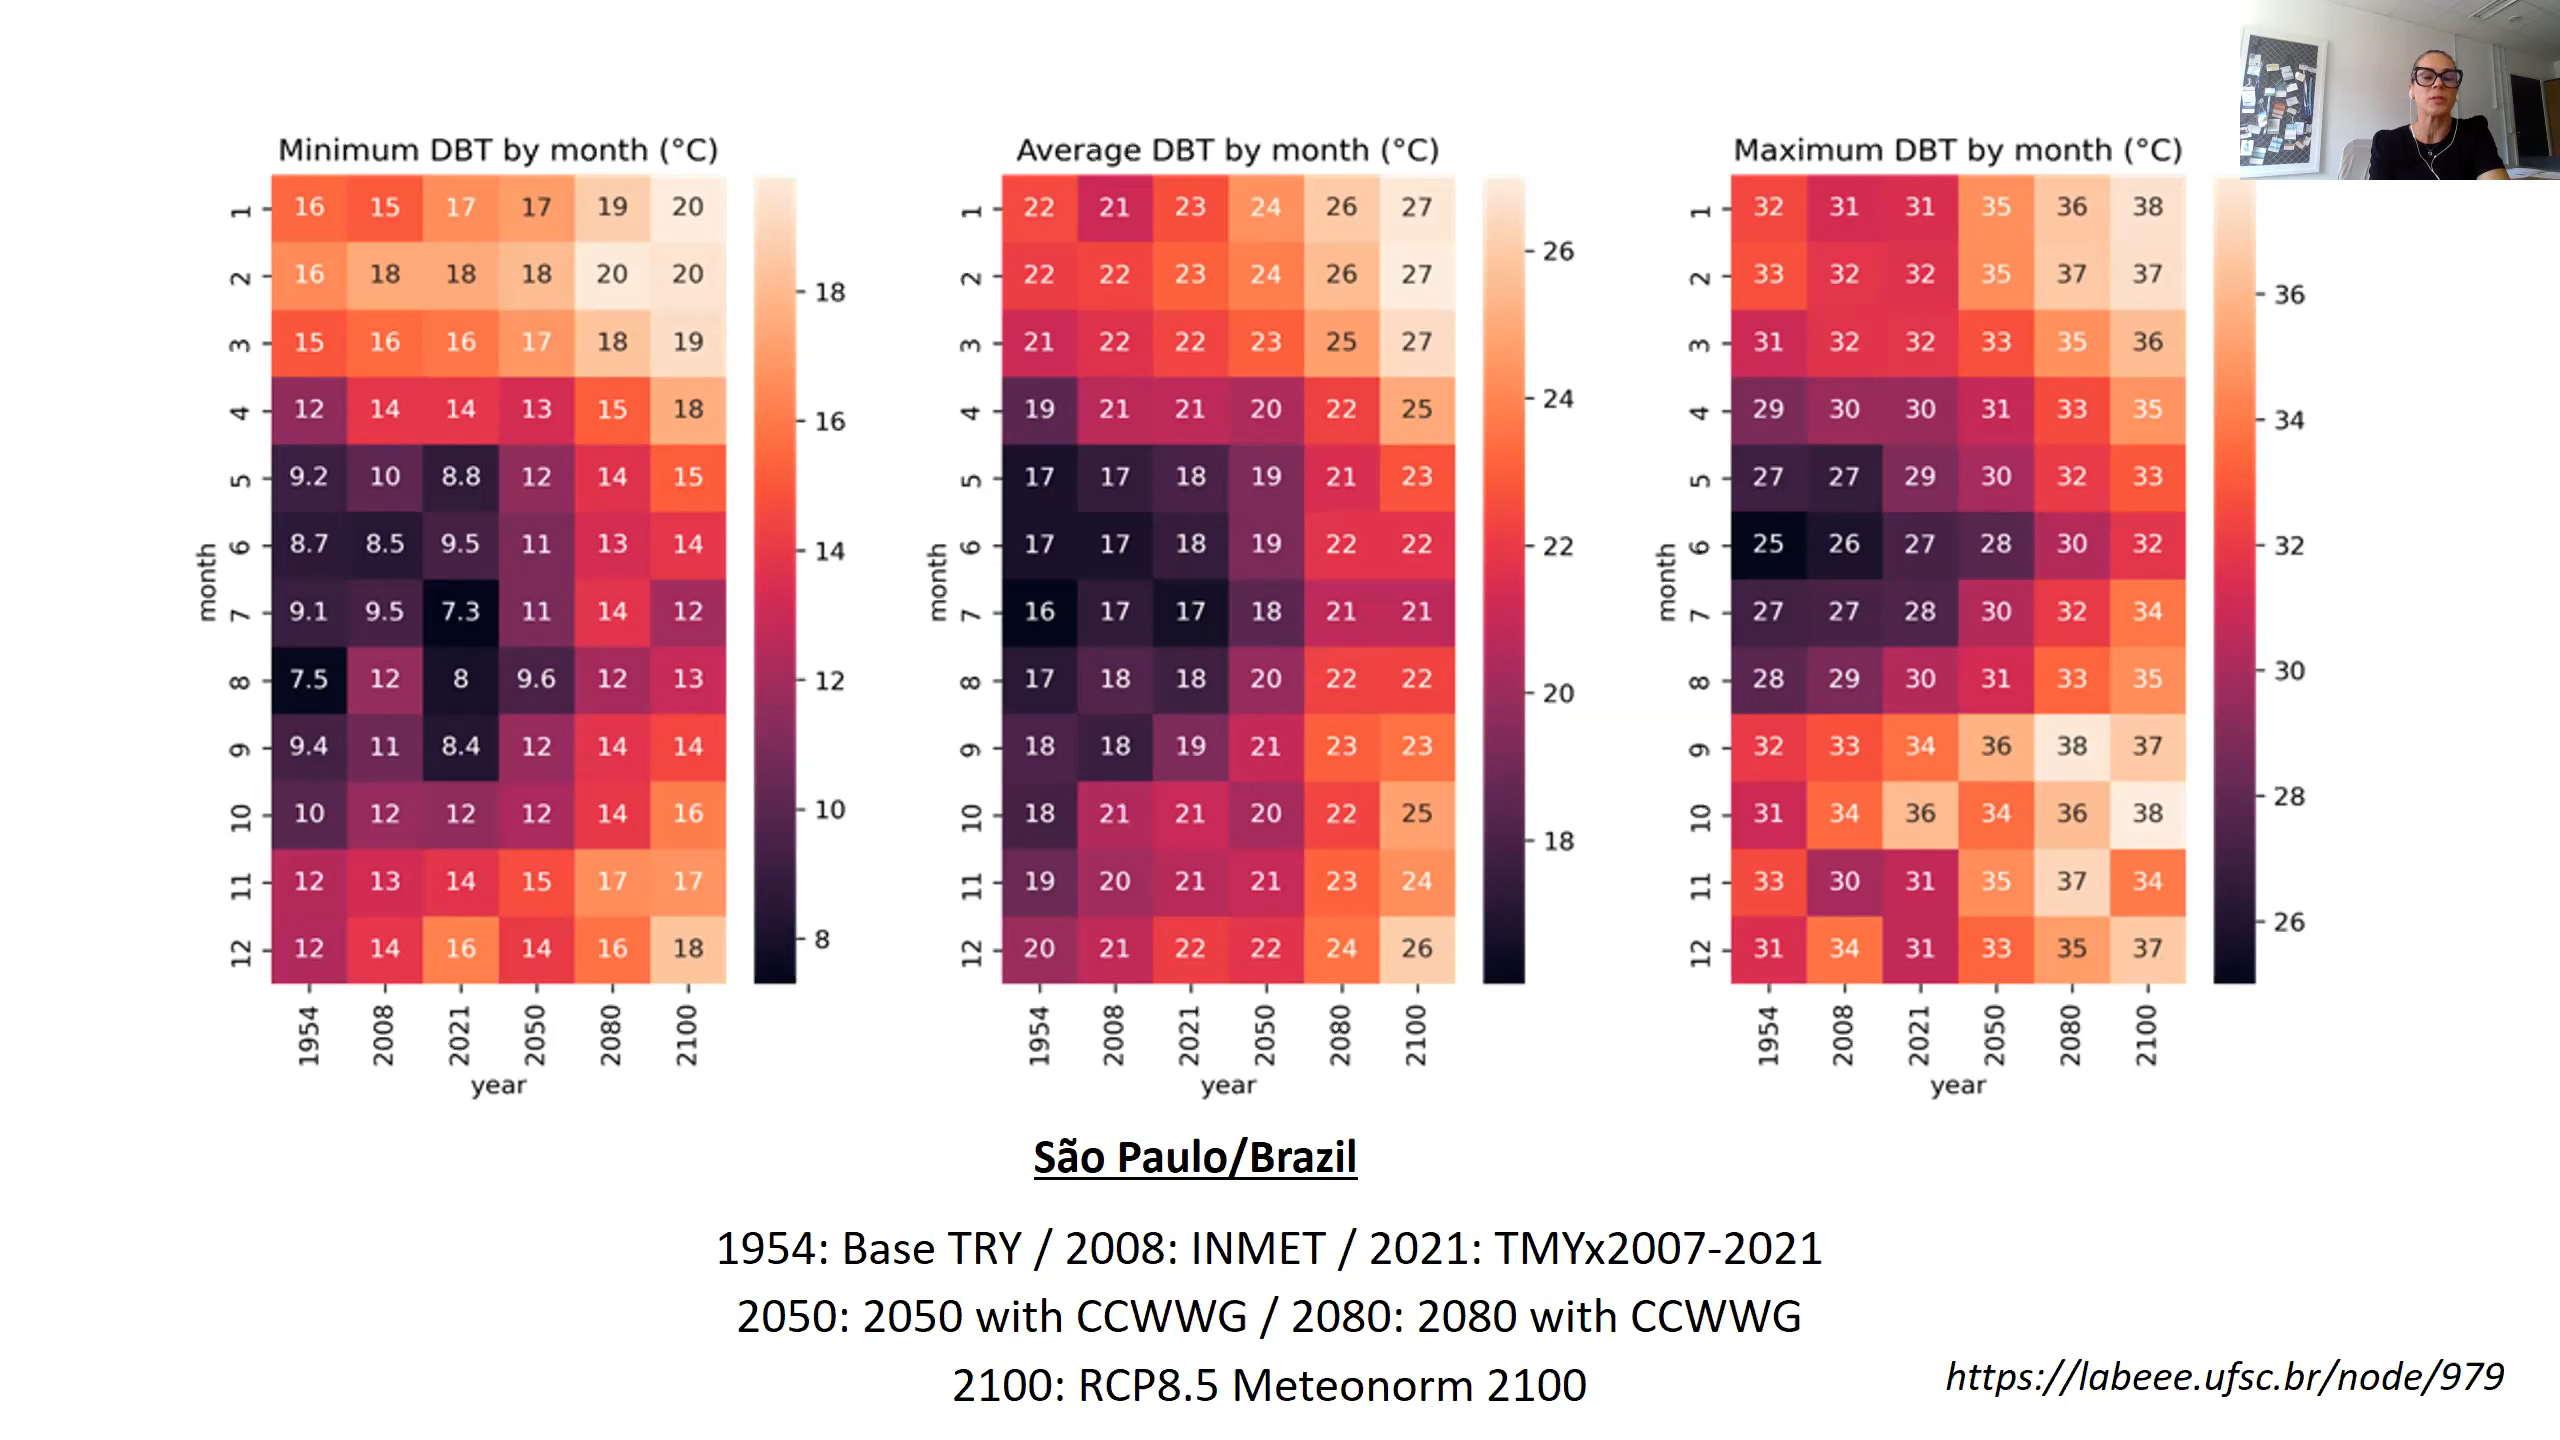 Minimum DBT by month (°C)
1 16 15 17 17 19 20
2 16 18 18 18 20 20
3 15 16 16 17 18 19
4 12 14 14 13 15 18
5 9.2 10 8.8 12 14 15
6 8.7 8.5 9.5 11 13 14
7 9.1 9.5 7.3 11 14 12
8 7.5 12 8 9.6 12 13
9 9.4 11 8.4 12 14 14
10 10 12 12 12 14 16
11 12 13 14 15 17 17
12 12 14 16 14 16 18
month
1954 2008 2021 2050 2080 2100
year
18
16
14
12
10
8
Average DBT by month (°C)
1 22 21 23 24 26 27
2 22 22 23 24 26 27
3 21 22 22 23 25 27
4 19 21 21 20 22 25
5 17 17 18 19 21 23
6 17 17 18 19 22 22
7 16 17 17 18 21 21
8 17 18 18 20 22 22
9 18 18 19 21 23 23
10 18 21 21 20 22 25
11 19 20 21 21 23 24
12 20 21 22 22 24 26
month
1954 2008 2021 2050 2080 2100
year
26
24
22
20
18
Maximum DBT by month (°C)
1 32 31 31 35 36 38
2 33 32 32 35 37 37
3 31 32 32 33 35 36
4 29 30 30 31 33 35
5 27 27 29 30 32 33
6 25 26 27 28 30 32
7 27 27 28 30 32 34
8 28 29 30 31 33 35
9 32 33 34 36 38 37
10 31 34 36 34 36 38
11 33 30 31 35 37 34
12 31 34 31 33 35 37
month
1954 2008 2021 2050 2080 2100
year
36
34
32
30
28
26
São Paulo/Brazil
1954: Base TRY / 2008: INMET / 2021: TMYx2007-2021
2050: 2050 with CCWWG / 2080: 2080 with CCWWG
2100: RCP8.5 Meteonorm 2100
https://labeee.ufsc.br/node/979